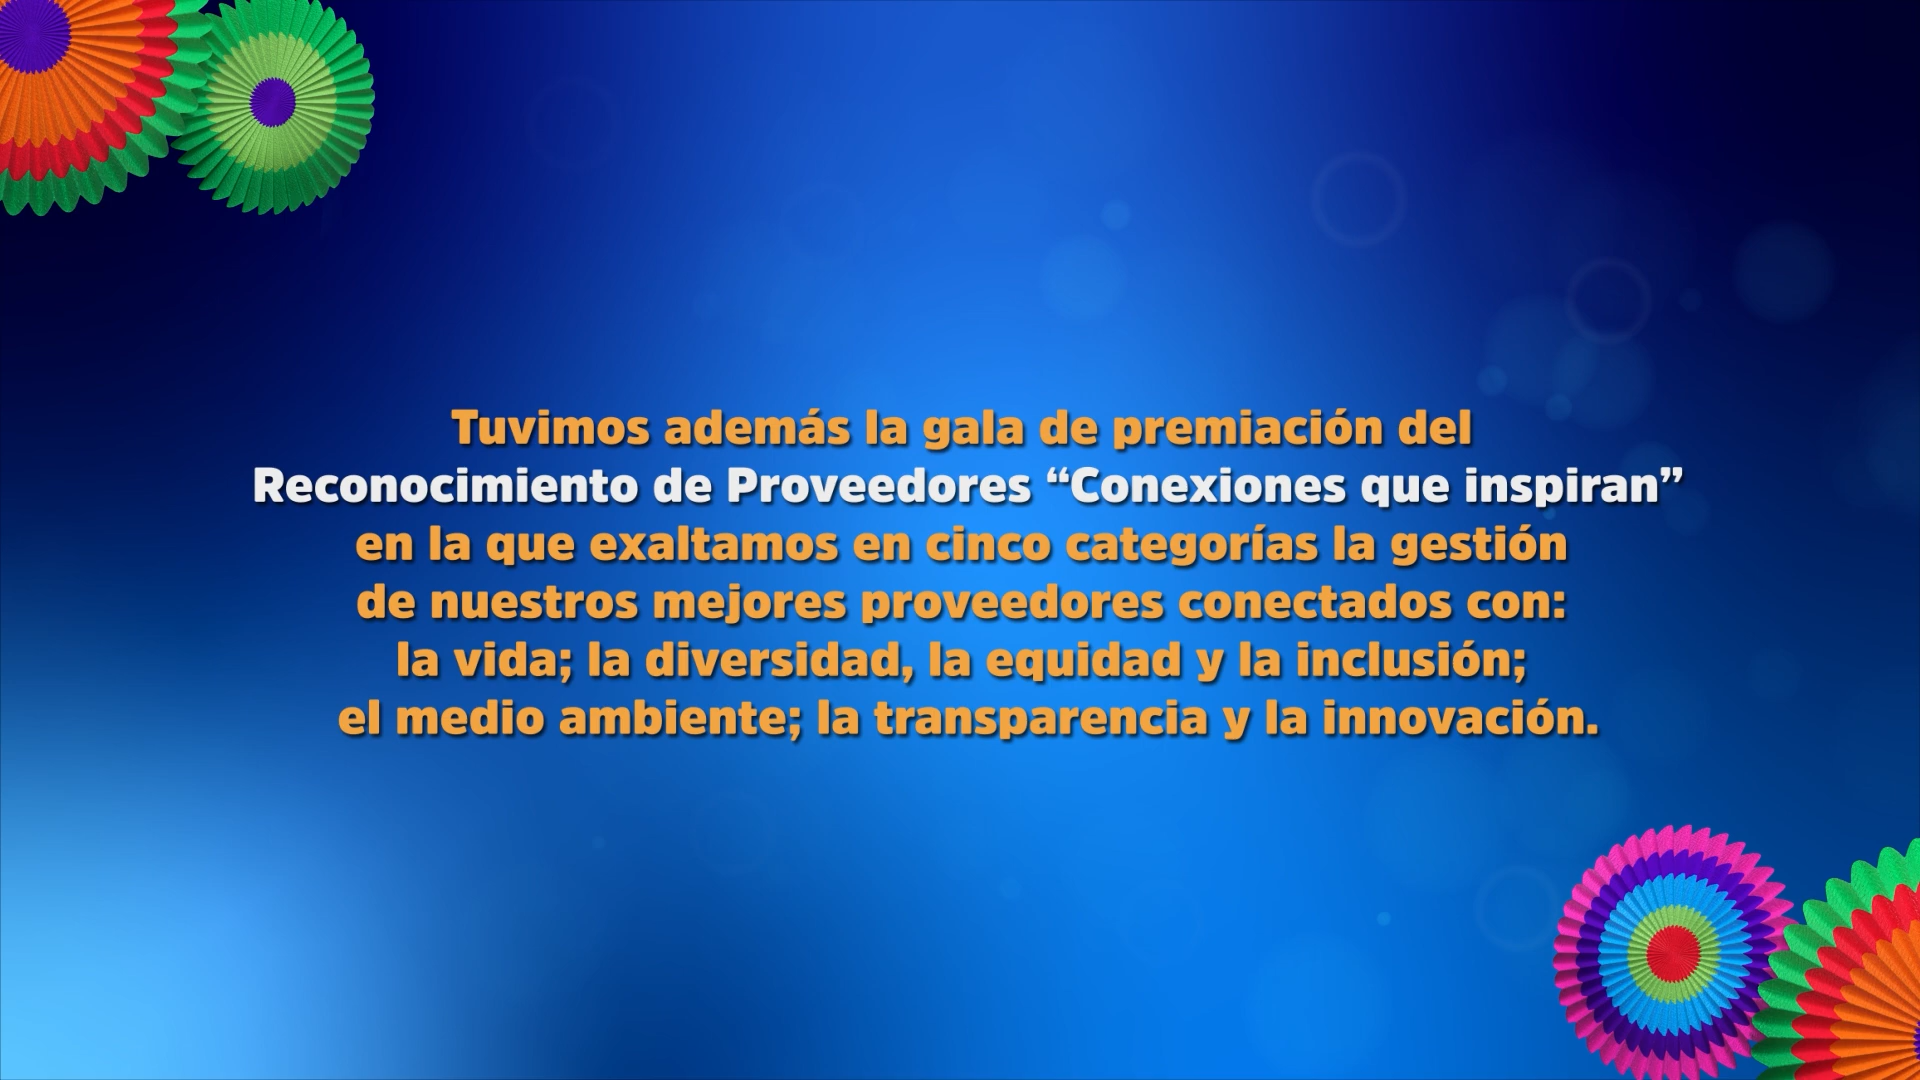 Tuvimos además la gala de premiación del
Reconocimiento de Proveedores “Conexiones que inspiran”
en la que exaltamos en cinco categorías la gestión
de nuestros mejores proveedores conectados con:
la vida; la diversidad, la equidad y la inclusión;
el medio ambiente; la transparencia y la innovación.